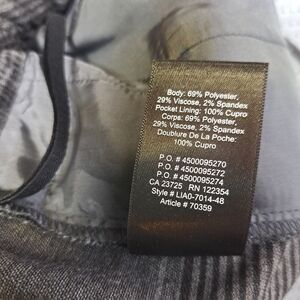 Body: 69% Polyester,
29% Viscose, 2% Spandex
Pocket Lining: 100% Cupro
Corps: 69% Polyester,
29% Viscose, 2% Spandex
Doublure De La Poche:
100% Cupro
P.O. # 4500095270
P.O. # 4500095272
P.O. # 4500095274
CA 23725 RN 122354
Style # LIA0-7014-48
Article # 70359